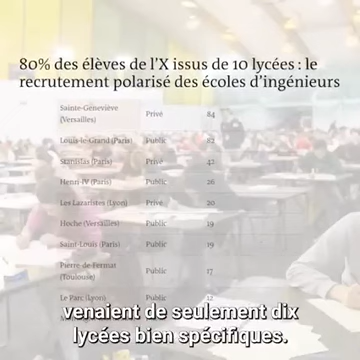 80% des élèves de l'X issus de 10 lycées : le
recrutement polarisé des écoles d'ingénieurs
Sainte-Geneviève
(Versailles) Privé 84
Louis-le-Grand (Paris) Public 82
Stanislas (Paris) Privé 42
Henri-IV (Paris) Public 26
Les Lazaristes (Lyon) Privé 20
Hoche (Versailles) Public 19
Saint-Louis (Paris) Public 19
Pierre-de-Fermat
(Toulouse) Public 17
Le Parc (Lyon) Public 12
venaient de seulement dix
lycées bien spécifiques.